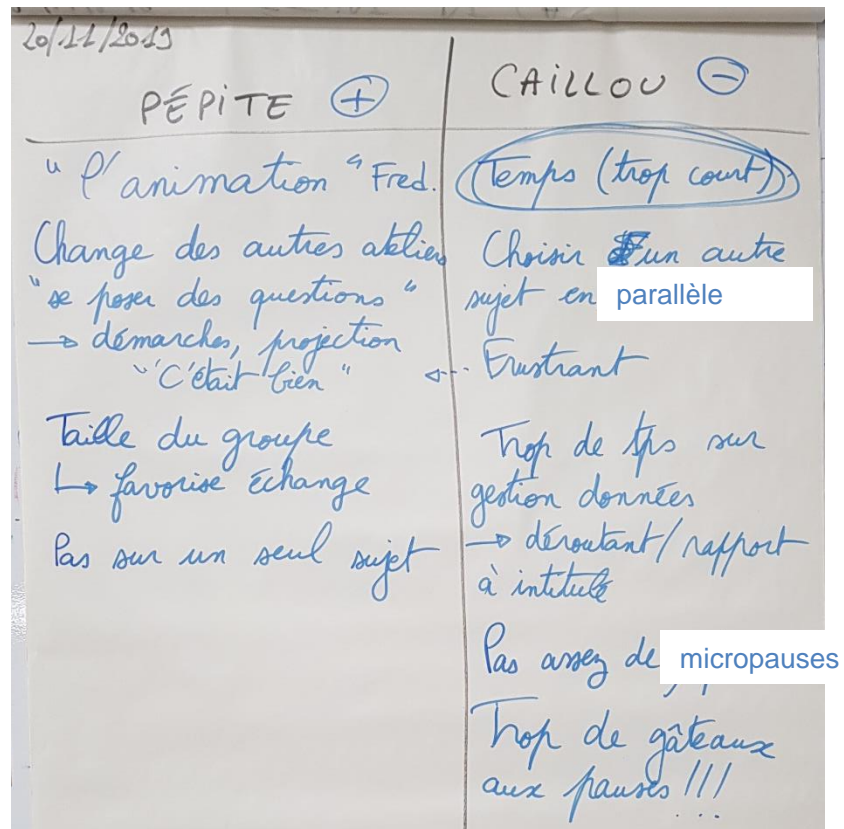 20/11/2019
PÉPITE +
"l'animation" Fred.
Change des autres ateliers
"se poser des questions"
→ démarches, projection
"C'était bien"
Taille du groupe
↳ favorise échange
Pas sur un seul sujet
CAILLOU -
Temps (trop court)
Choisir un autre
sujet en parallèle
Frustrant
Trop de tps sur
gestion données
→ déroutant/rapport
à intitulé
Pas assez de micropauses
Trop de gâteaux
aux pauses !!!